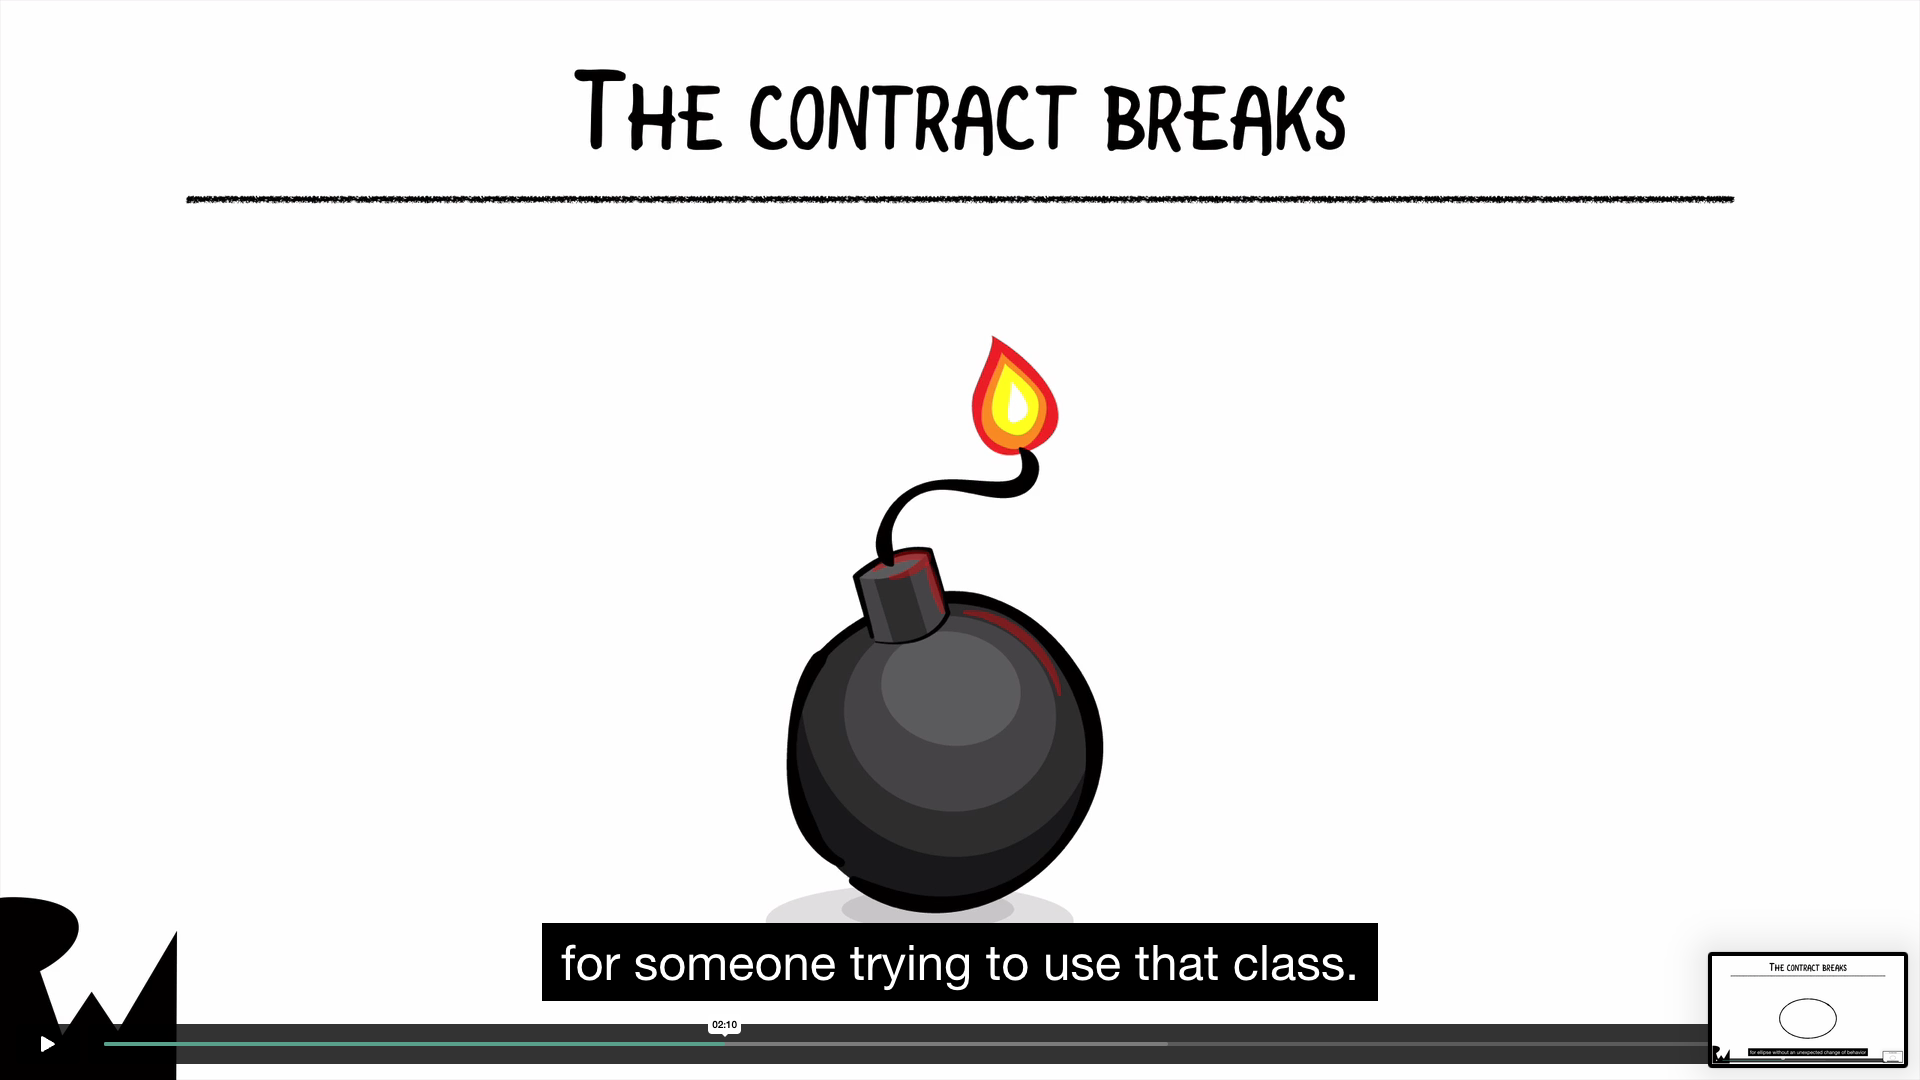 THE CONTRACT BREAKS
for someone trying to use that class.
02:10
THE CONTRACT BREAKS
for ellipse without an unexpected change of behavior